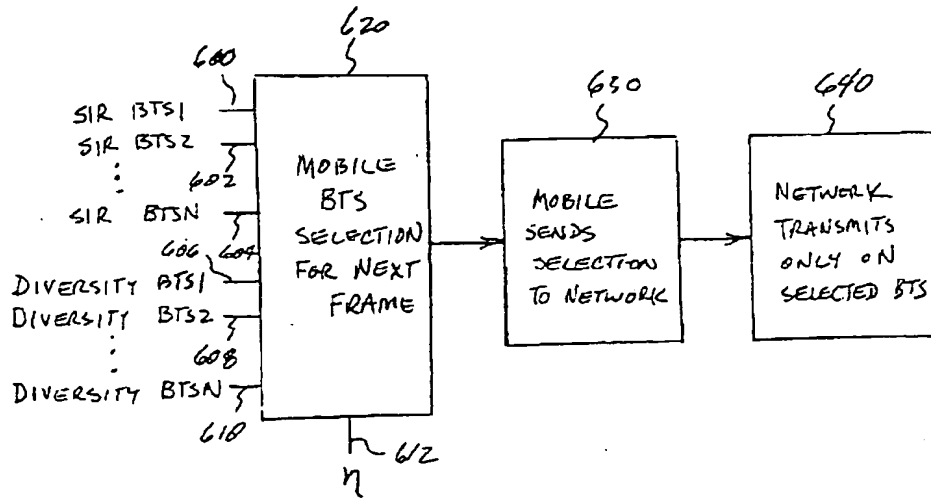 620
600
630
640
SIR BTS1
SIR BTS2
602
SIR BTSN
604
606
DIVERSITY BTS1
DIVERSITY BTS2
608
DIVERSITY BTSN
610
MOBILE
BTS
SELECTION
FOR NEXT
FRAME
612
η
MOBILE
SENDS
SELECTION
TO NETWORK
NETWORK
TRANSMITS
ONLY ON
SELECTED BTS